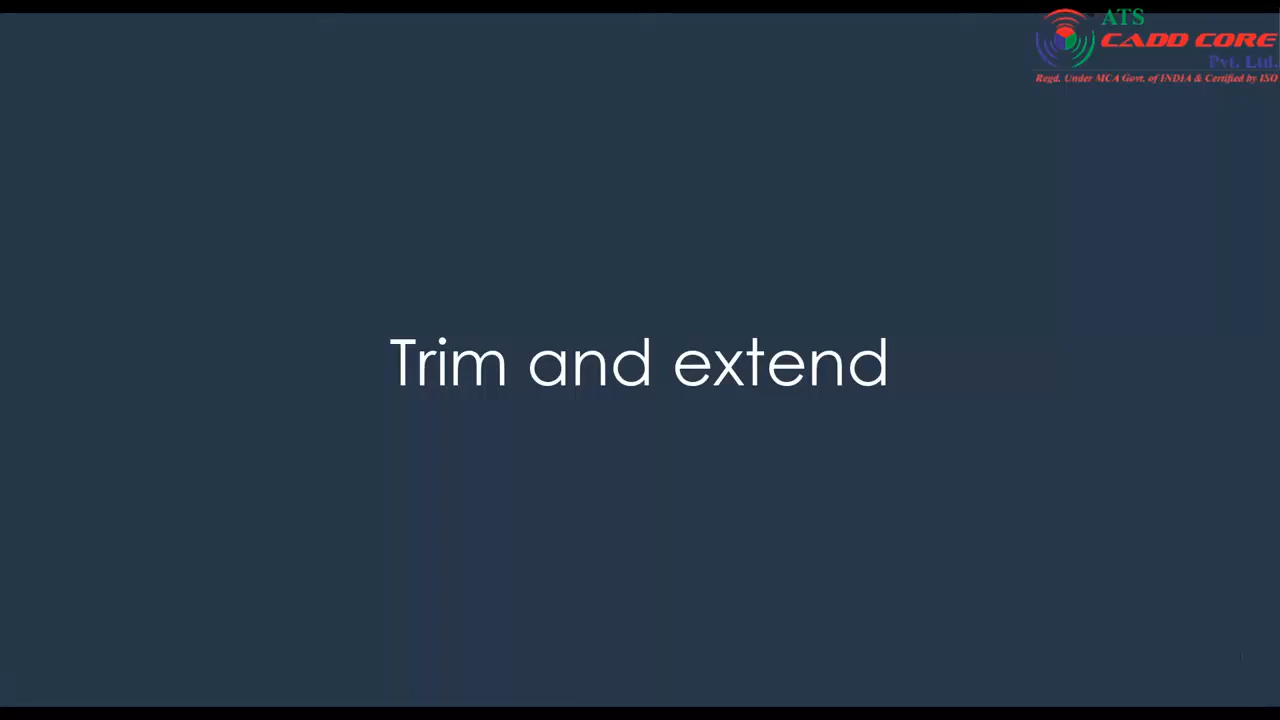 ATS
CADD CORE
Pvt. Ltd.
Regd. Under MCA Govt. of INDIA & Certified by ISO
Trim and extend